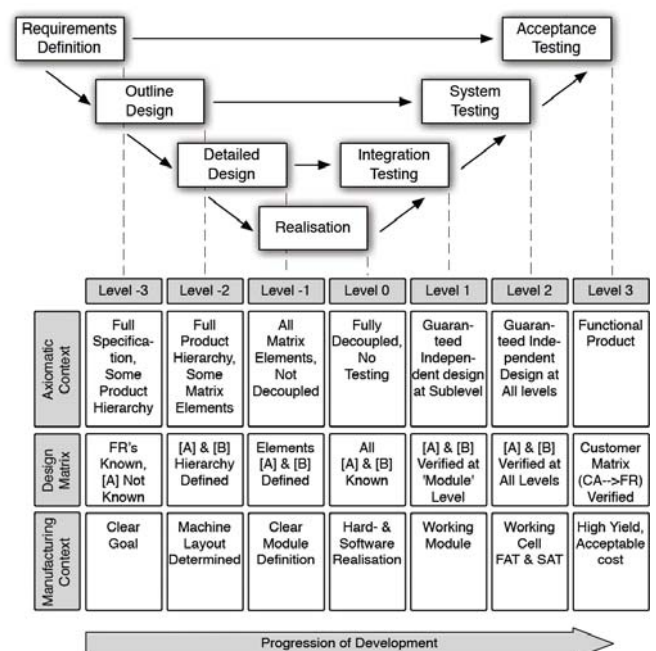 Requirements
Definition
Acceptance
Testing
Outline
Design
System
Testing
Detailed
Design
Integration
Testing
Realisation
Level -3
Level -2
Level -1
Level 0
Level 1
Level 2
Level 3
Axiomatic
Context
Full
Specifica-
tion,
Some
Product
Hierarchy
Full
Product
Hierarchy,
Some
Matrix
Elements
All
Matrix
Elements,
Not
Decoupled
Fully
Decoupled,
No
Testing
Guaran-
teed
Indepen-
dent design
at Sublevel
Guaran-
teed Inde-
pendent
Design at
All levels
Functional
Product
Design
Matrix
FR's
Known,
[A] Not
Known
[A] & [B]
Hierarchy
Defined
Elements
[A] & [B]
Defined
All
[A] & [B]
Known
[A] & [B]
Verified at
'Module'
Level
[A] & [B]
Verified at
All Levels
Customer
Matrix
(CA-->FR)
Verified
Manufacturing
Context
Clear
Goal
Machine
Layout
Determined
Clear
Module
Definition
Hard- &
Software
Realisation
Working
Module
Working
Cell
FAT & SAT
High Yield,
Acceptable
cost
Progression of Development